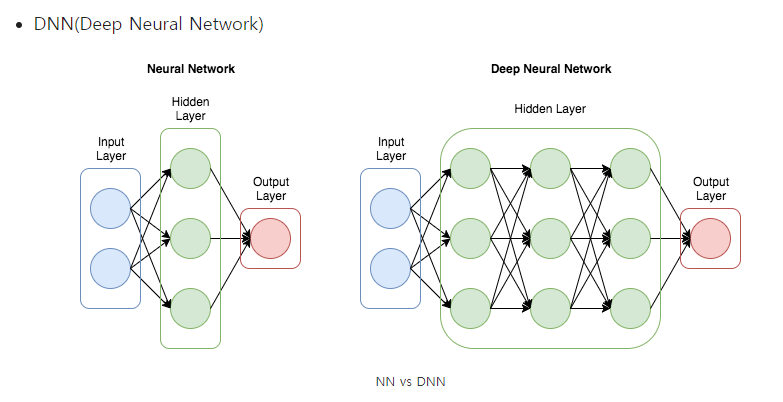 DNN(Deep Neural Network)
Neural Network
Hidden
Layer
Input
Layer
Output
Layer
Deep Neural Network
Hidden Layer
Input
Layer
Output
Layer
NN vs DNN